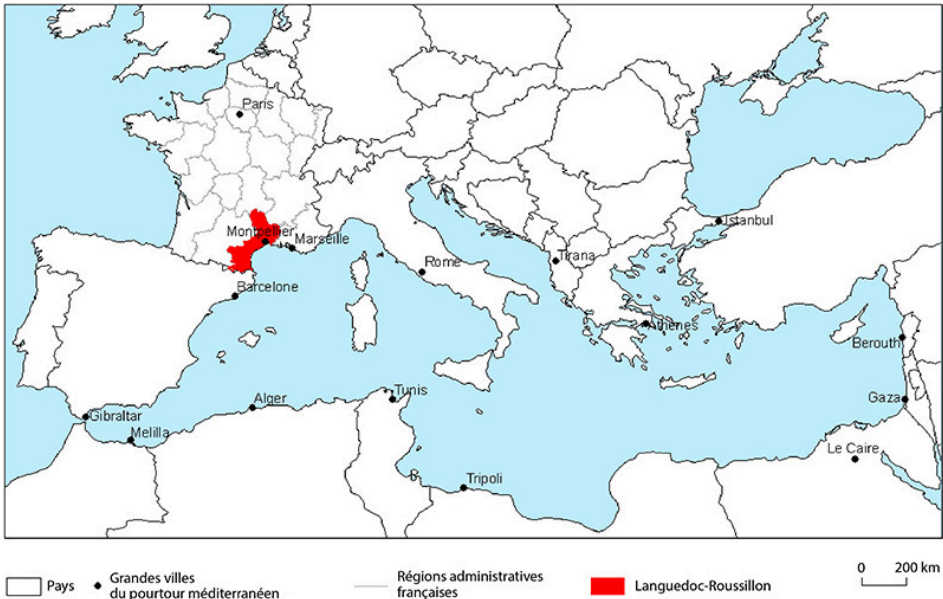 Paris
Montpellier
Marseille
Barcelone
Rome
Tirana
Istanbul
Athènes
Berouth
Gaza
Le Caire
Gibraltar
Melilla
Alger
Tunis
Tripoli
Pays
Grandes villes
du pourtour méditerranéen
Régions administratives
françaises
Languedoc-Roussillon
0 200 km